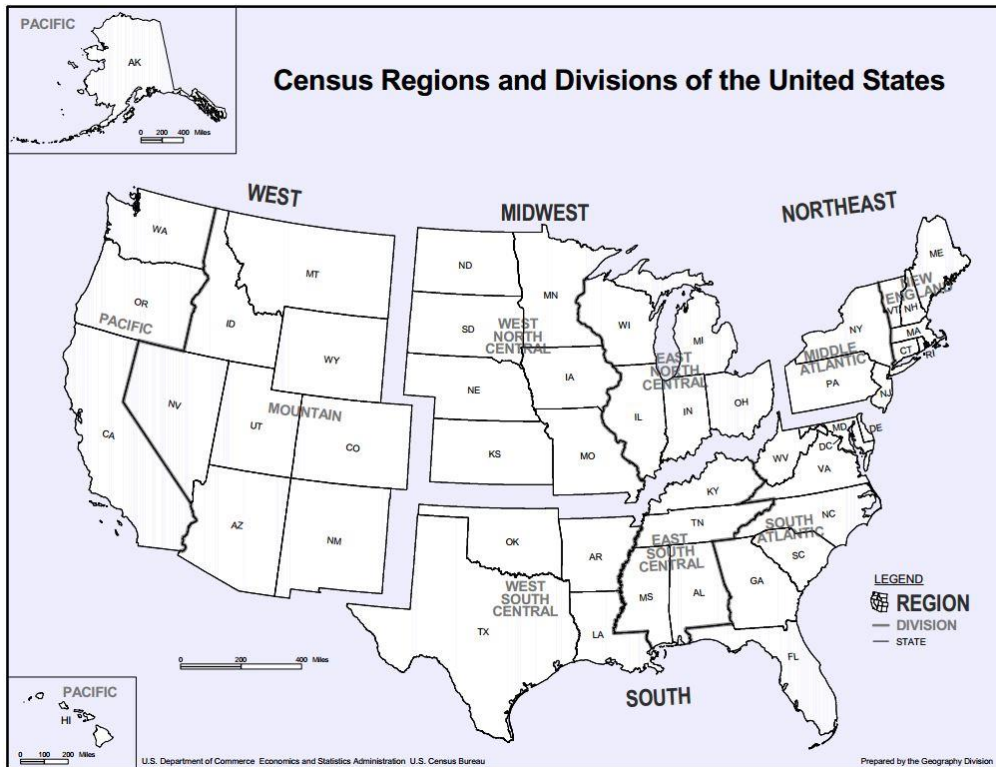 PACIFIC
AK
0 200 400 Miles
Census Regions and Divisions of the United States
WEST
MIDWEST
NORTHEAST
WA
MT
ND
MN
ME
OR
ID
SD
WI
MI
NY
VT
NH
NEW
ENGLAND
MA
CT
RI
PACIFIC
WY
WEST
NORTH
CENTRAL
EAST
NORTH
CENTRAL
MIDDLE
ATLANTIC
PA
NJ
NE
IA
IL
IN
OH
NV
UT
MOUNTAIN
CO
CA
KS
MO
WV
MD
DE
DC
VA
KY
AZ
NM
OK
AR
TN
NC
SOUTH
ATLANTIC
SC
EAST
SOUTH
CENTRAL
WEST
SOUTH
CENTRAL
MS
AL
GA
TX
LA
FL
LEGEND
REGION
DIVISION
STATE
0 200 400 Miles
SOUTH
PACIFIC
HI
0 100 200 Miles
U.S. Department of Commerce Economics and Statistics Administration U.S. Census Bureau
Prepared by the Geography Division